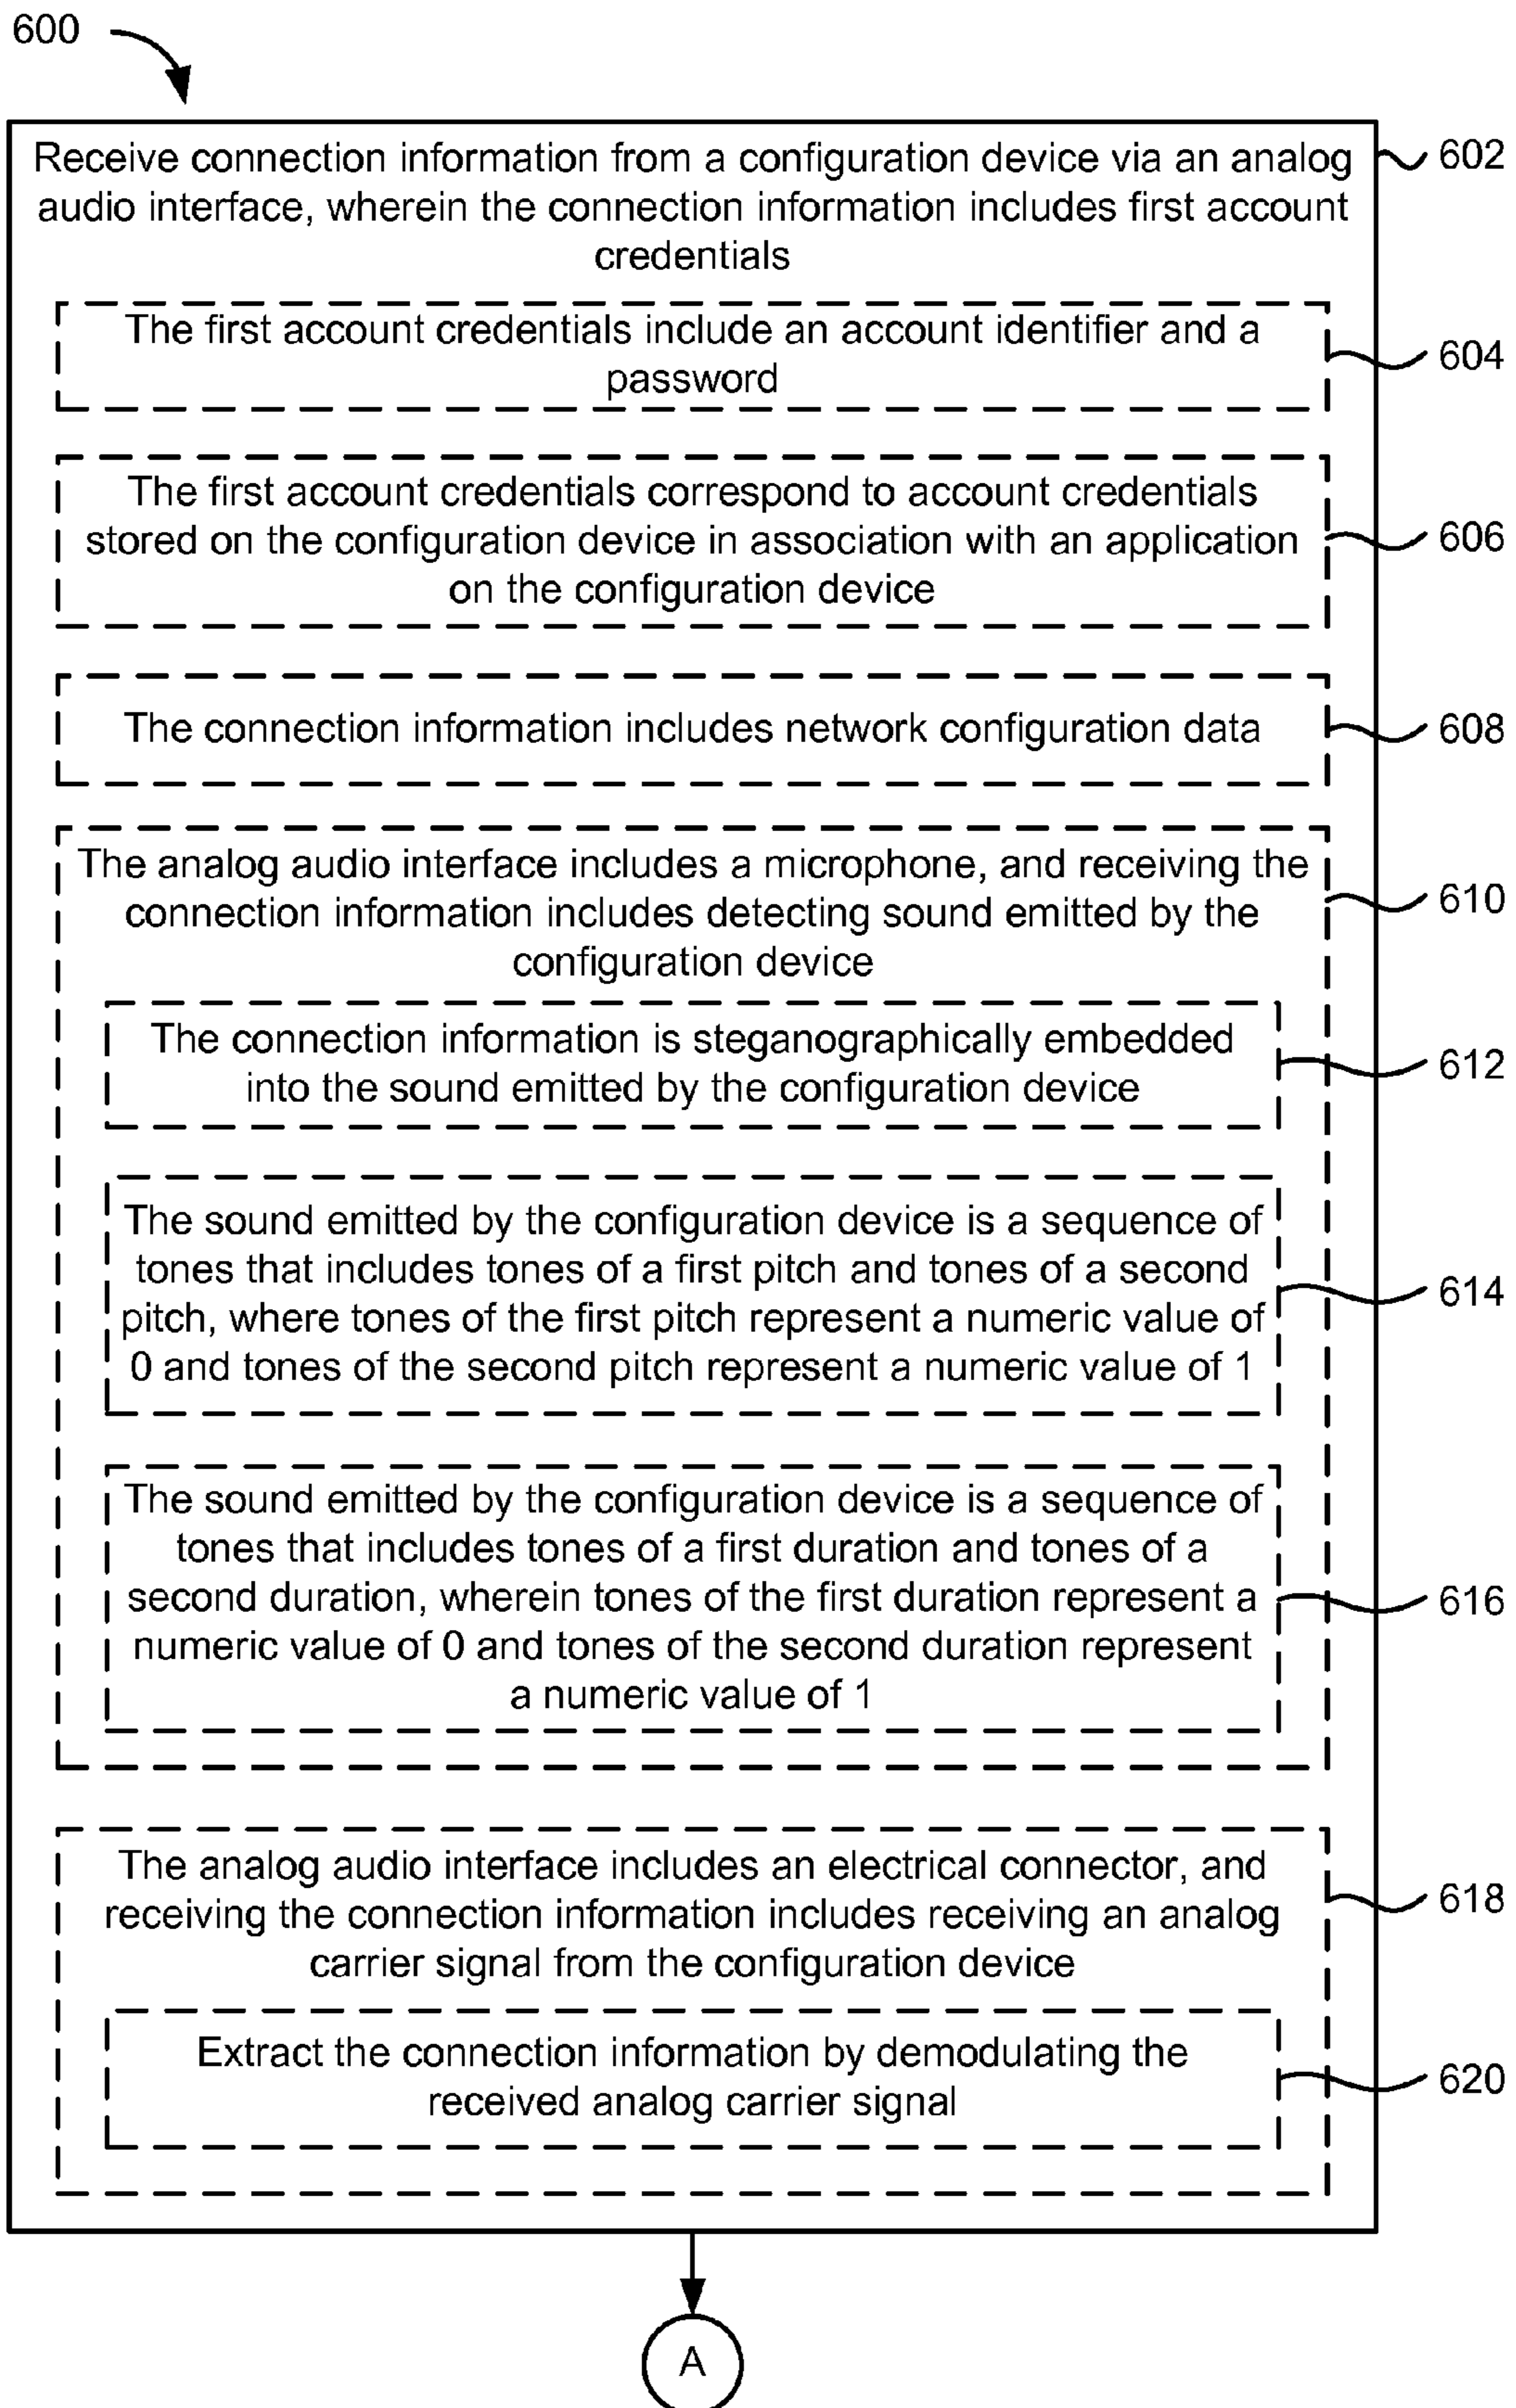 600
Receive connection information from a configuration device via an analog
602
audio interface, wherein the connection information includes first account
credentials
The first account credentials include an account identifier and a
password
604
The first account credentials correspond to account credentials
stored on the configuration device in association with an application
606
on the configuration device
The connection information includes network configuration data
608
The analog audio interface includes a microphone, and receiving the
connection information includes detecting sound emitted by the
610
configuration device
The connection information is steganographically embedded
into the sound emitted by the configuration device
612
The sound emitted by the configuration device is a sequence of
tones that includes tones of a first pitch and tones of a second
pitch, where tones of the first pitch represent a numeric value of
0 and tones of the second pitch represent a numeric value of 1
614
The sound emitted by the configuration device is a sequence of
tones that includes tones of a first duration and tones of a
second duration, wherein tones of the first duration represent a
numeric value of 0 and tones of the second duration represent
a numeric value of 1
616
The analog audio interface includes an electrical connector, and
receiving the connection information includes receiving an analog
carrier signal from the configuration device
618
Extract the connection information by demodulating the
received analog carrier signal
620
A